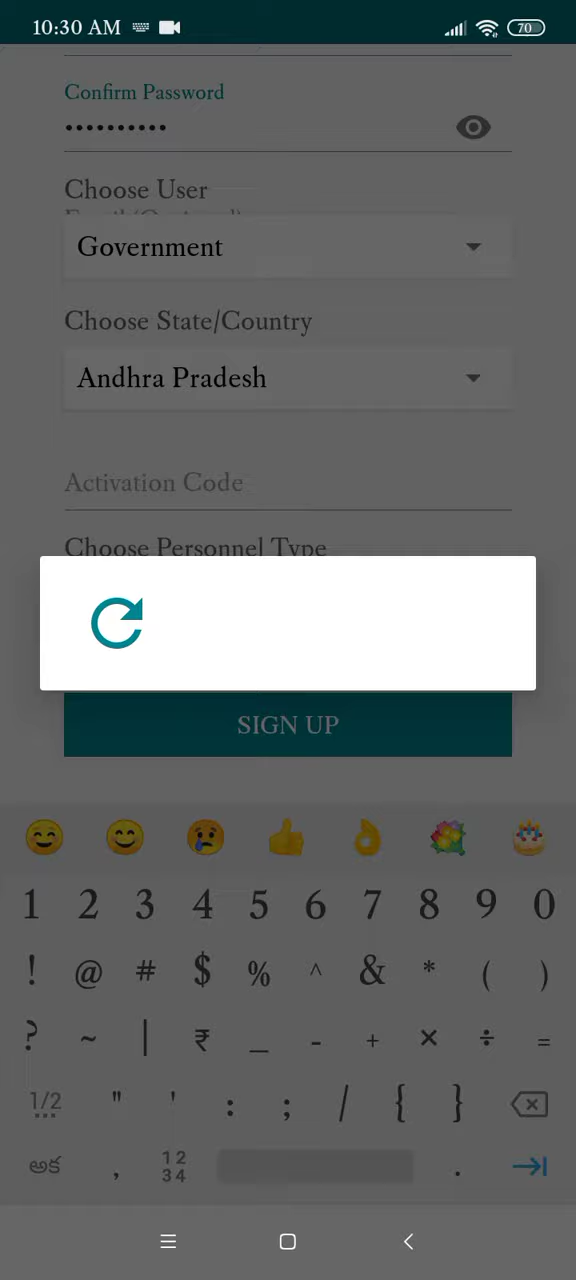 10:30 AM
70
Confirm Password
••••••••••
Choose User
Government
Choose State/Country
Andhra Pradesh
Activation Code
Choose Personnel Type
SIGN UP
1 2 3 4 5 6 7 8 9 0
! @ # $ % ^ & * ( )
? ~ | ₹ _ - + × ÷ =
1/2 " ' : ; / { }
అక , 12 .
34